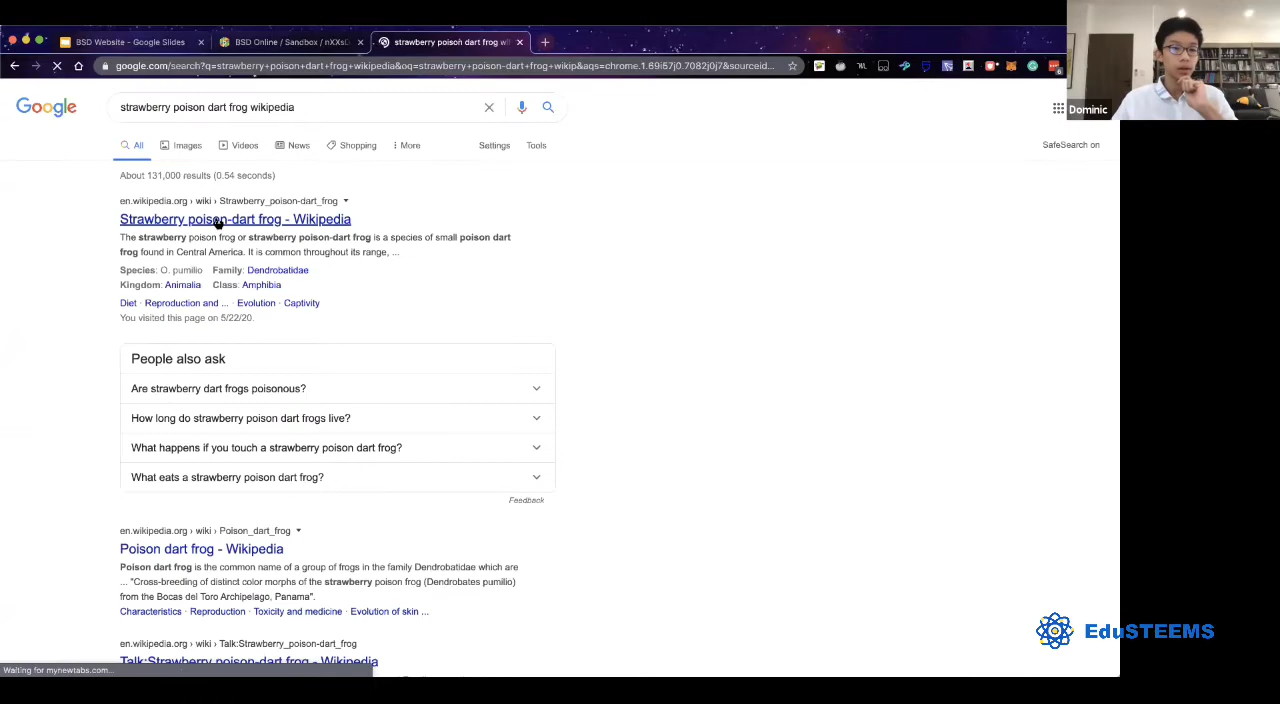 BSD Website - Google Slides
BSD Online / Sandbox / nXXsU
strawberry poison dart frog wi
google.com/search?q=strawberry+poison+dart+frog+wikipedia&oq=strawberry+poison-dart+frog+wikip&aqs=chrome.1.69i57j0.7082j0j7&sourceid...
Dominic
Google
strawberry poison dart frog wikipedia
All
Images
Videos
News
Shopping
More
Settings
Tools
SafeSearch on
About 131,000 results (0.54 seconds)
en.wikipedia.org › wiki › Strawberry_poison-dart_frog
Strawberry poison-dart frog - Wikipedia
The strawberry poison frog or strawberry poison-dart frog is a species of small poison dart
frog found in Central America. It is common throughout its range, ...
Species: O. pumilio Family: Dendrobatidae
Kingdom: Animalia Class: Amphibia
Diet · Reproduction and ... · Evolution · Captivity
You visited this page on 5/22/20.
People also ask
Are strawberry dart frogs poisonous?
How long do strawberry poison dart frogs live?
What happens if you touch a strawberry poison dart frog?
What eats a strawberry poison dart frog?
Feedback
en.wikipedia.org › wiki › Poison_dart_frog
Poison dart frog - Wikipedia
Poison dart frog is the common name of a group of frogs in the family Dendrobatidae which are
... "Cross-breeding of distinct color morphs of the strawberry poison frog (Dendrobates pumilio)
from the Bocas del Toro Archipelago, Panama".
Characteristics · Reproduction · Toxicity and medicine · Evolution of skin ...
en.wikipedia.org › wiki › Talk:Strawberry_poison-dart_frog
Talk:Strawberry poison-dart frog - Wikipedia
EduSTEEMS
Waiting for mynewtabs.com...